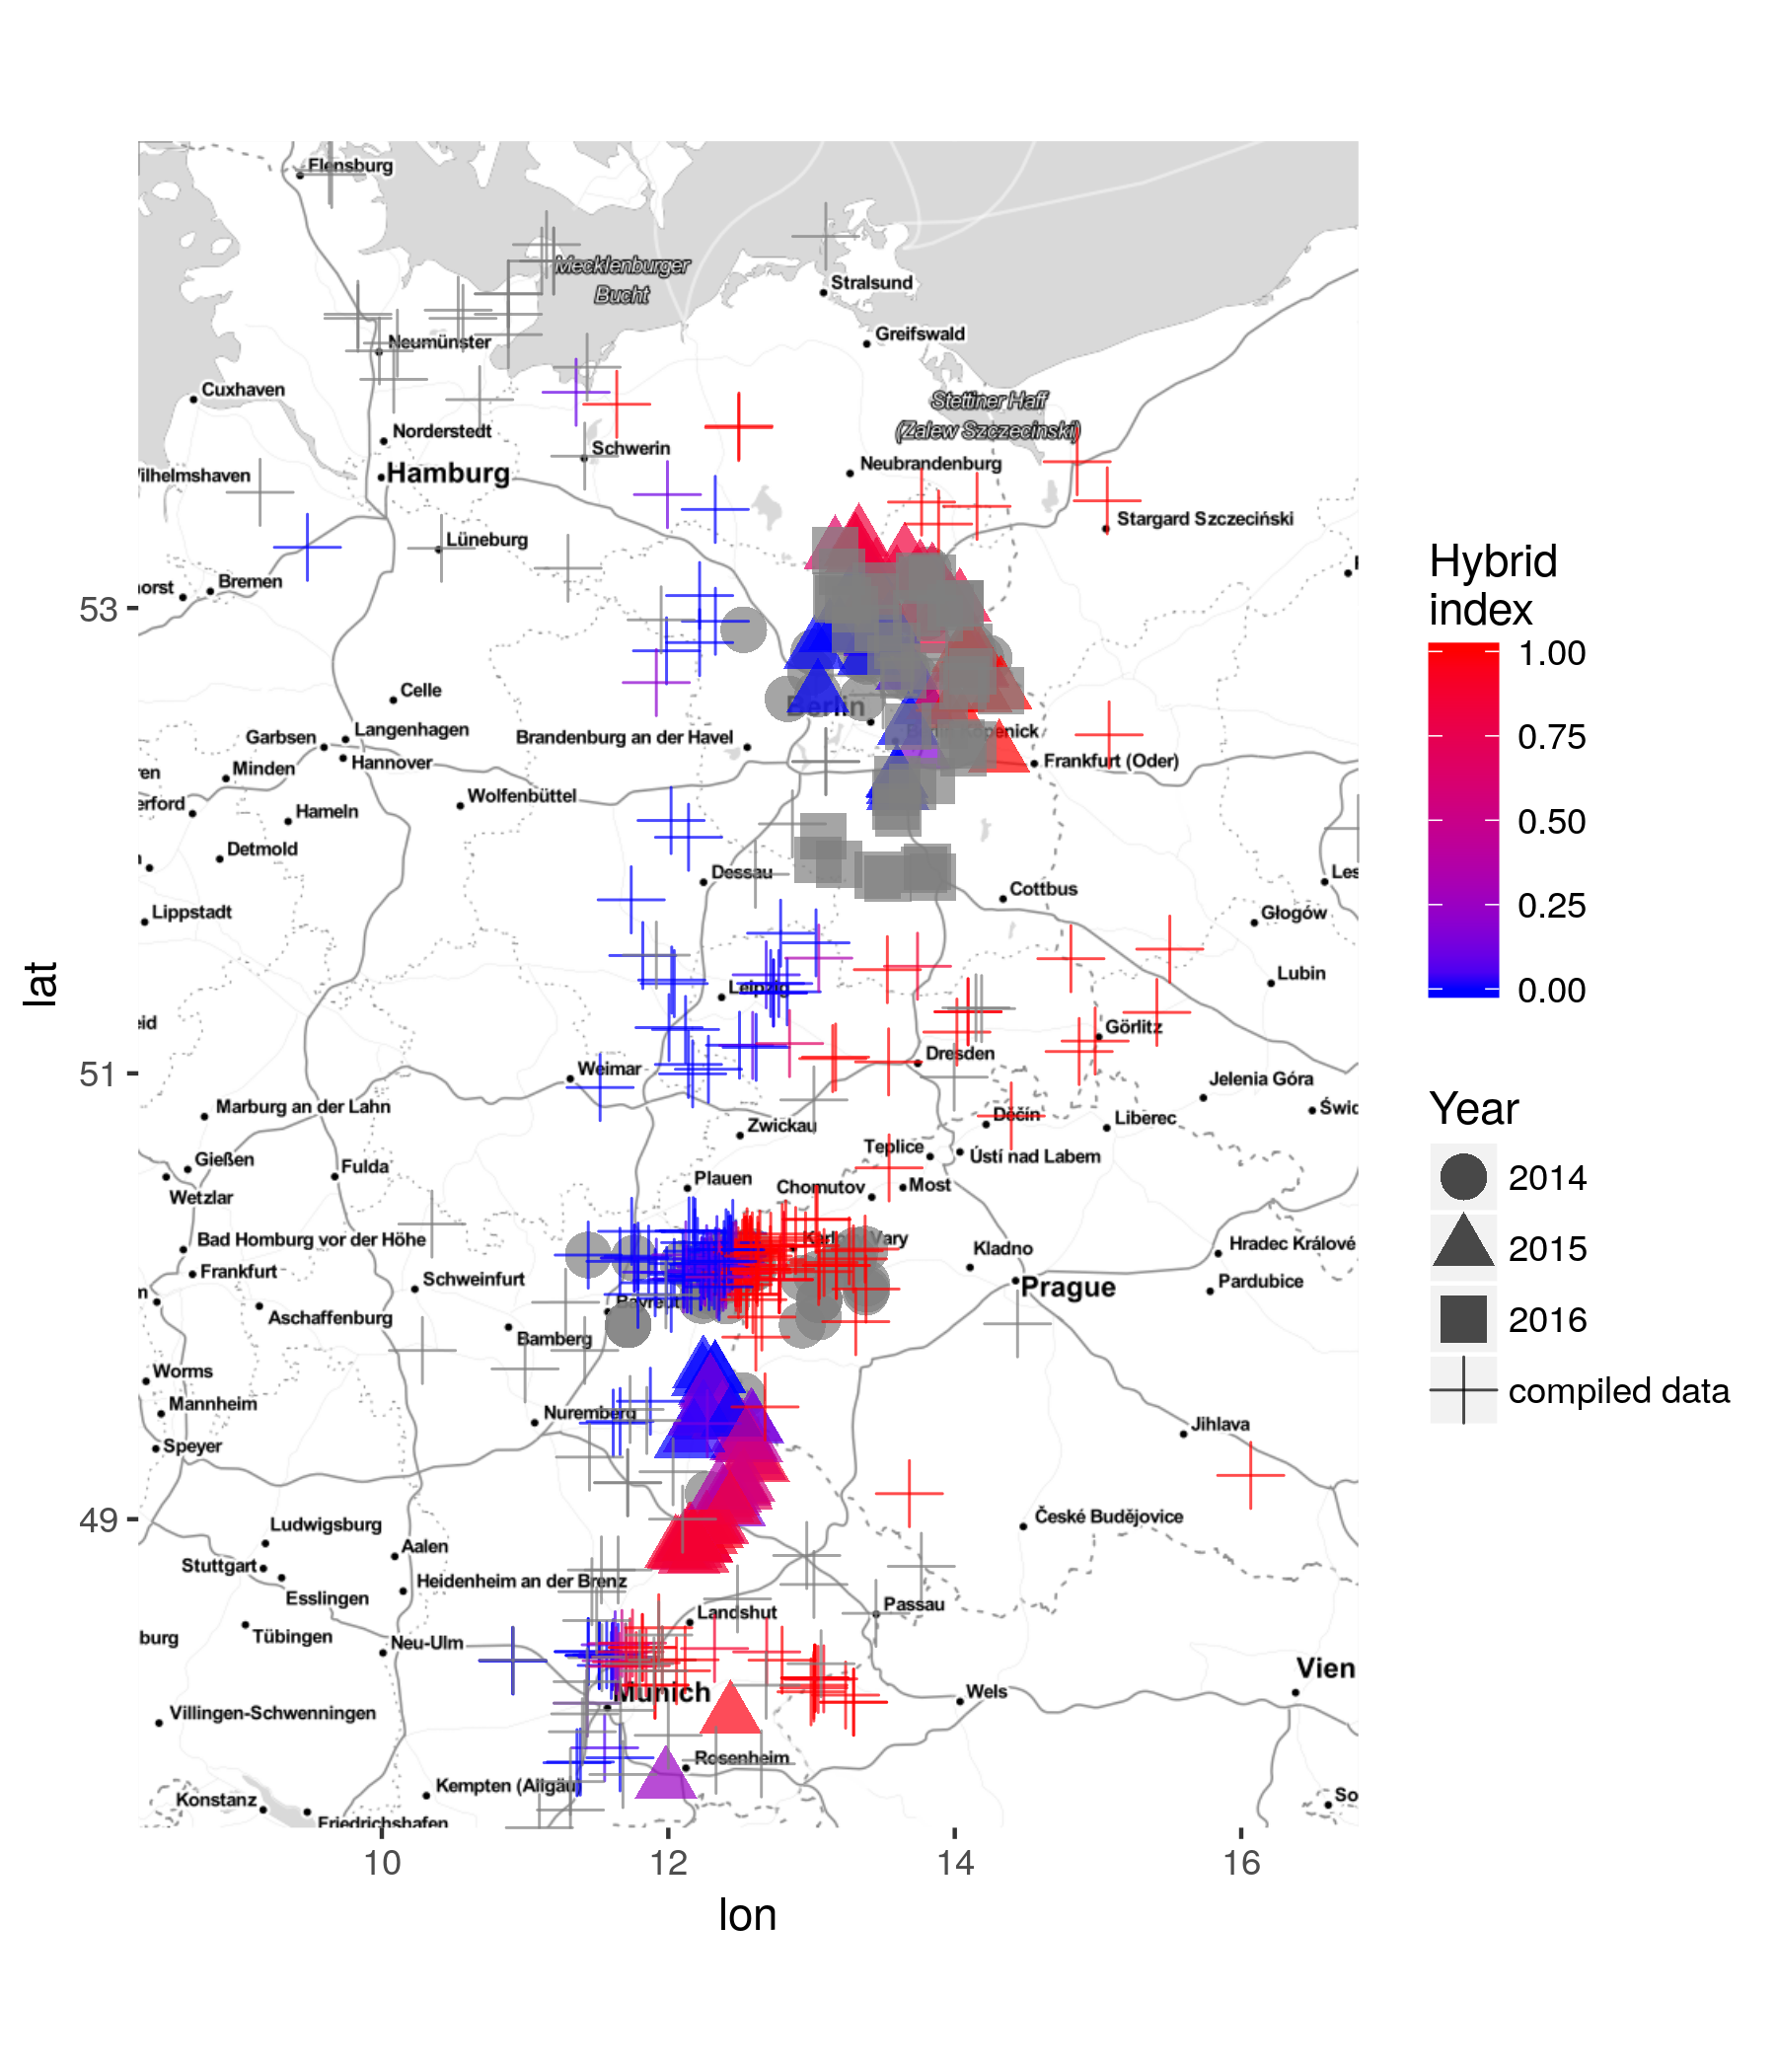 Flensburg
Mecklenburger
Bucht
Stralsund
Greifswald
Neumünster
Cuxhaven
Stettiner Haff
(Zalew Szczecinski)
Norderstedt
Schwerin
Neubrandenburg
Hamburg
ilhelmshaven
Stargard Szczeciński
Lüneburg
Bremen
orst
Celle
Berlin
Langenhagen
Garbsen
Brandenburg an der Havel
Köpenick
Hannover
Frankfurt (Oder)
ren
Minden
Wolfenbüttel
erford
Hameln
Detmold
Dessau
Les
Cottbus
Lippstadt
Głogów
Leipzig
Lubin
eid
Görlitz
Dresden
Weimar
Jelenia Góra
Marburg an der Lahn
Świd
Děčín
Liberec
Zwickau
Teplice
Ústí nad Labem
Gießen
Fulda
Plauen
Chomutov
Most
Wetzlar
Bad Homburg vor der Höhe
Karlovy Vary
Kladno
Hradec Králové
Frankfurt
Schweinfurt
Prague
Pardubice
m
Aschaffenburg
Bayreuth
Bamberg
Worms
Mannheim
Nuremberg
Jihlava
Speyer
České Budějovice
Ludwigsburg
Aalen
Stuttgart
Heidenheim an der Brenz
Esslingen
Passau
Landshut
burg
Tübingen
Neu-Ulm
Vien
Munich
Wels
Villingen-Schwenningen
Rosenheim
Kempten (Allgäu)
Konstanz
So
Friedrichshafen
53
51
49
lat
10
12
14
16
lon
Hybrid
index
1.00
0.75
0.50
0.25
0.00
Year
2014
2015
2016
compiled data